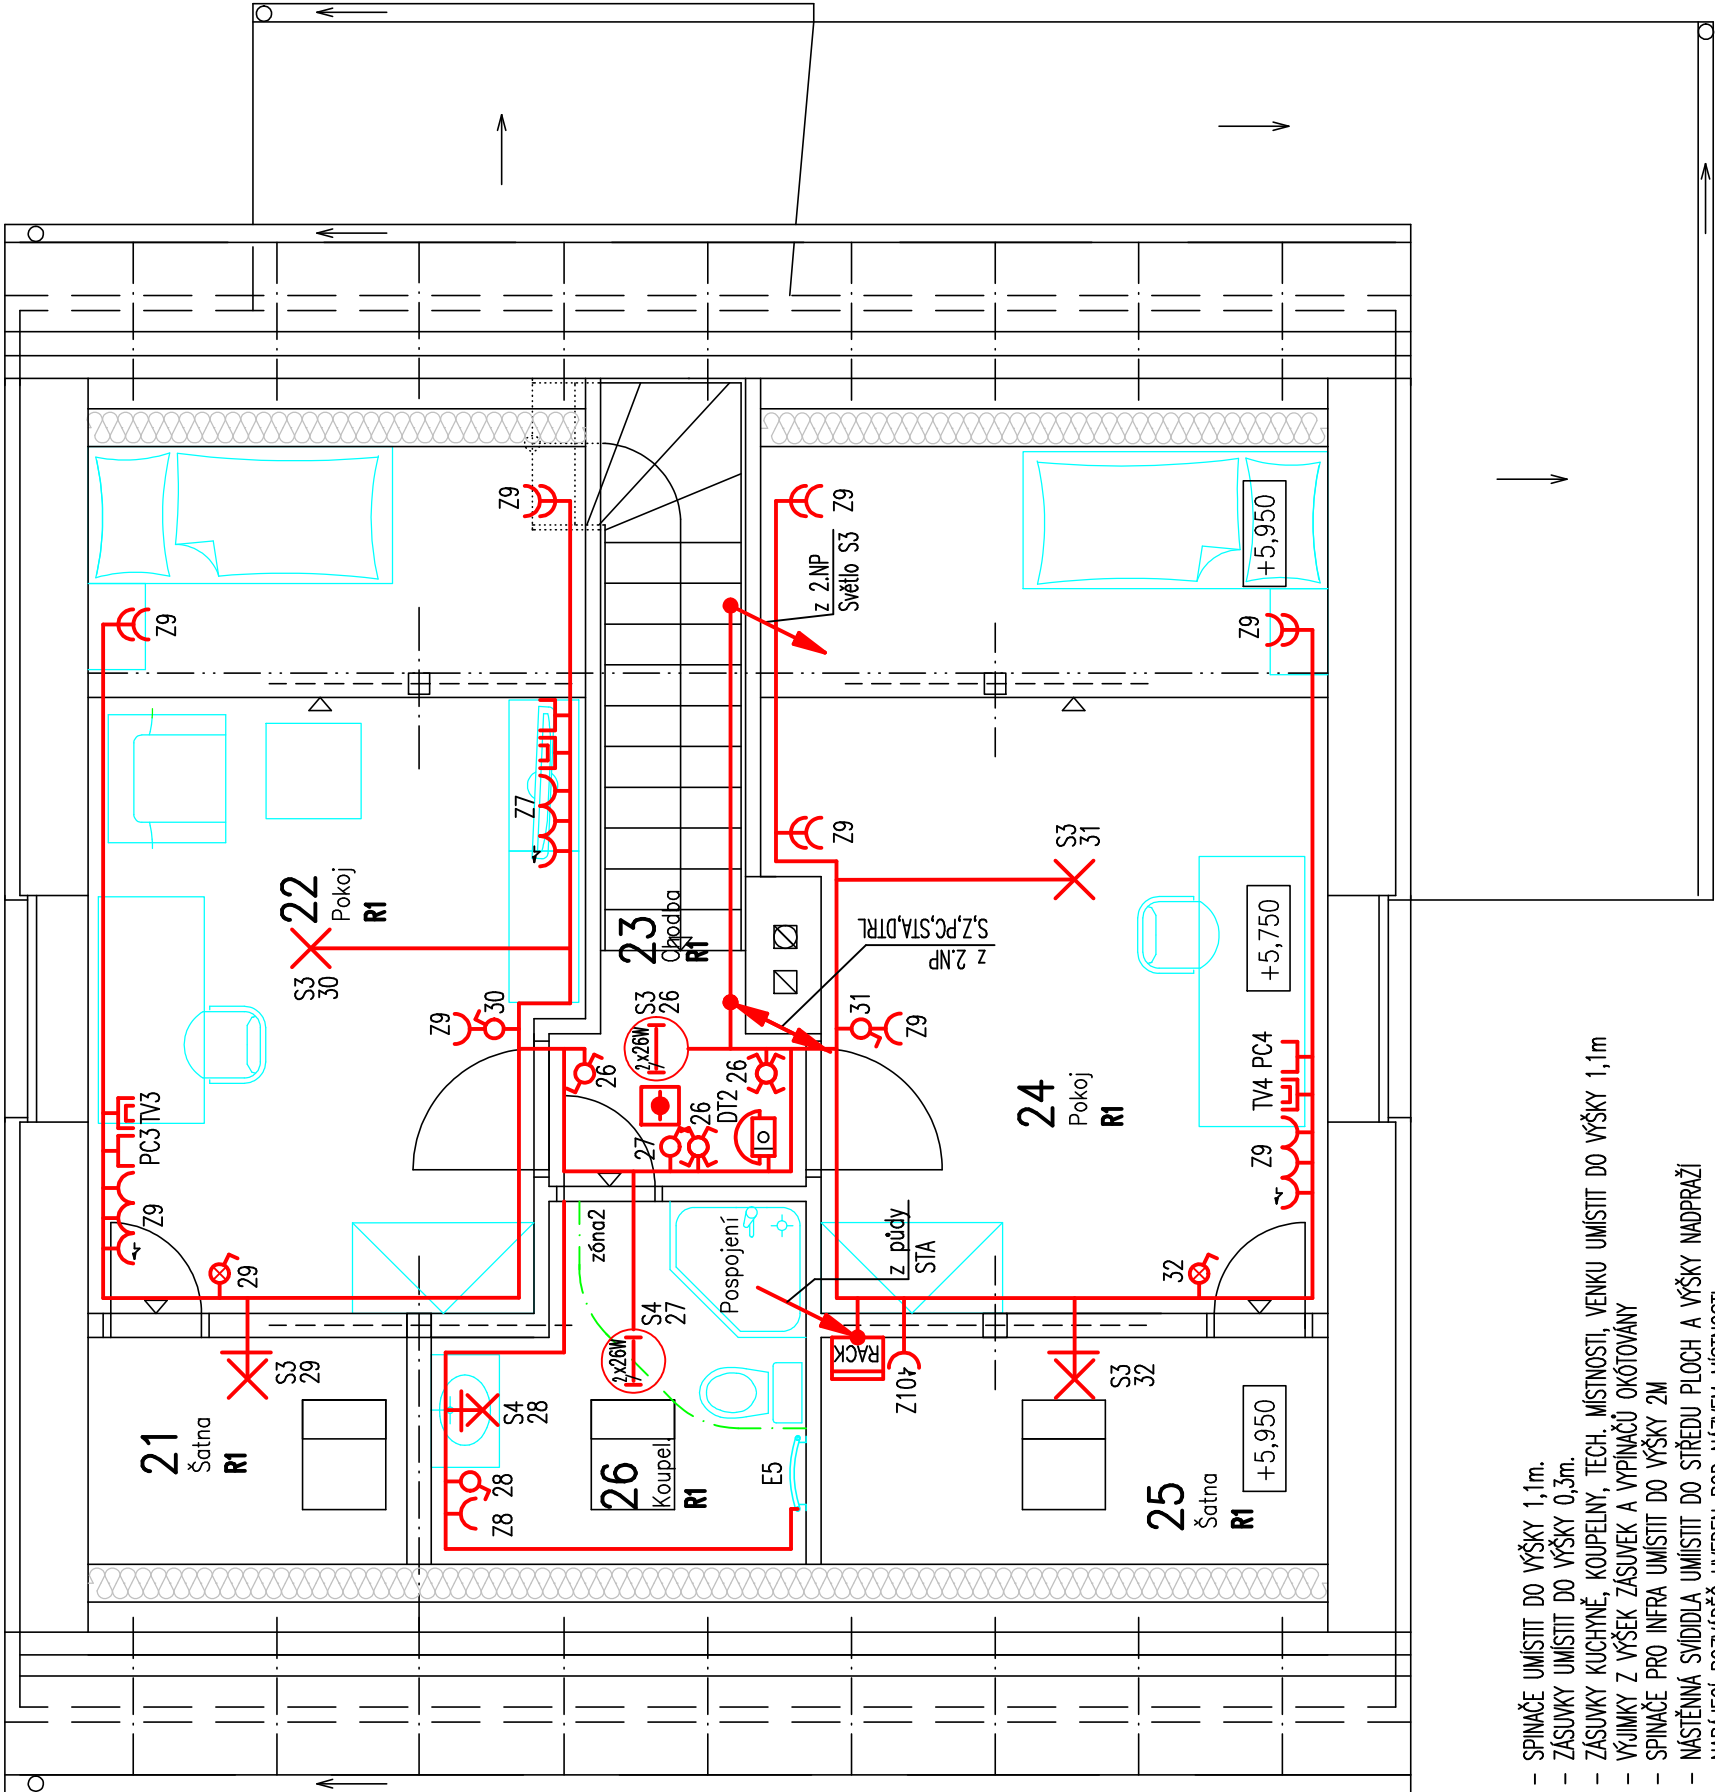 Z9
Z9
Z7
22
Pokoj
R1
S3
30
Z9
30
PC3
TV3
Z9
29
S3
29
21
Šatna
R1
23
Chodba
R1
S3
26
2x26W
26
27
26
DT2
26
z 2.NP
Světlo S3
z 2.NP
S,Z,PC,STA,DTRL
Z9
Z9
Z9
+5,950
S3
31
+5,750
31
Z9
24
Pokoj
R1
TV4 PC4
Z9
32
zóna2
Pospojení
z půdy
STA
S4
27
2x26W
RACK
Z10
S4
28
28
Z8
26
Koupel.
R1
E5
S3
32
25
Šatna
R1
+5,950
- SPINAČE UMÍSTIT DO VÝŠKY 1,1m.
- ZÁSUVKY UMÍSTIT DO VÝŠKY 0,3m.
- ZÁSUVKY KUCHYNĚ, KOUPELNY, TECH. MÍSTNOSTI, VENKU UMÍSTIT DO VÝŠKY 1,1m
- VÝJIMKY Z VÝŠEK ZÁSUVEK A VYPÍNAČŮ OKÓTOVÁNY
- SPINAČE PRO INFRA UMÍSTIT DO VÝŠKY 2M
- NÁSTĚNNÁ SVÍDIDLA UMÍISTIT DO STŘEDU PLOCH A VÝŠKY NADPRAŽÍ